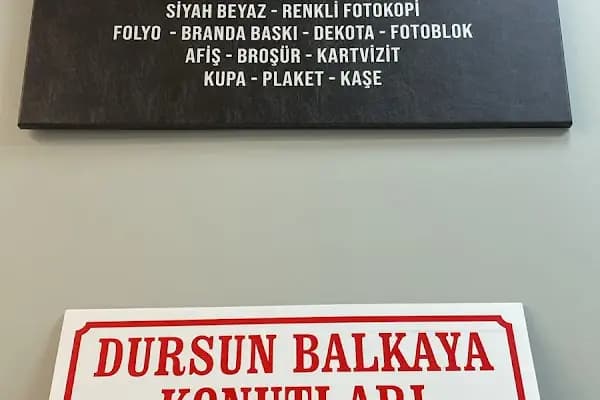 SİYAH BEYAZ - RENKLİ FOTOKOPİ
FOLYO - BRANDA BASKI - DEKOTA - FOTOBLOK
AFİŞ - BROŞÜR - KARTVİZİT
KUPA - PLAKET - KAŞE
DURSUN BALKAYA
KONUTLARI